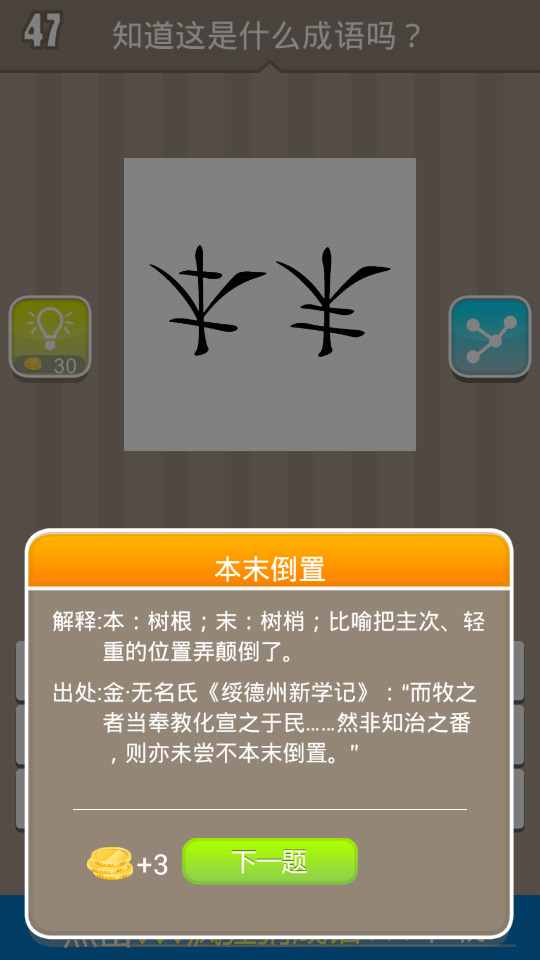 47
知道这是什么成语吗？
30
本末倒置
解释:本：树根；末：树梢；比喻把主次、轻
重的位置弄颠倒了。
出处:金·无名氏《绥德州新学记》："而牧之
者当奉教化宣之于民……然非知治之番
，则亦未尝不本末倒置。"
+3
下一题